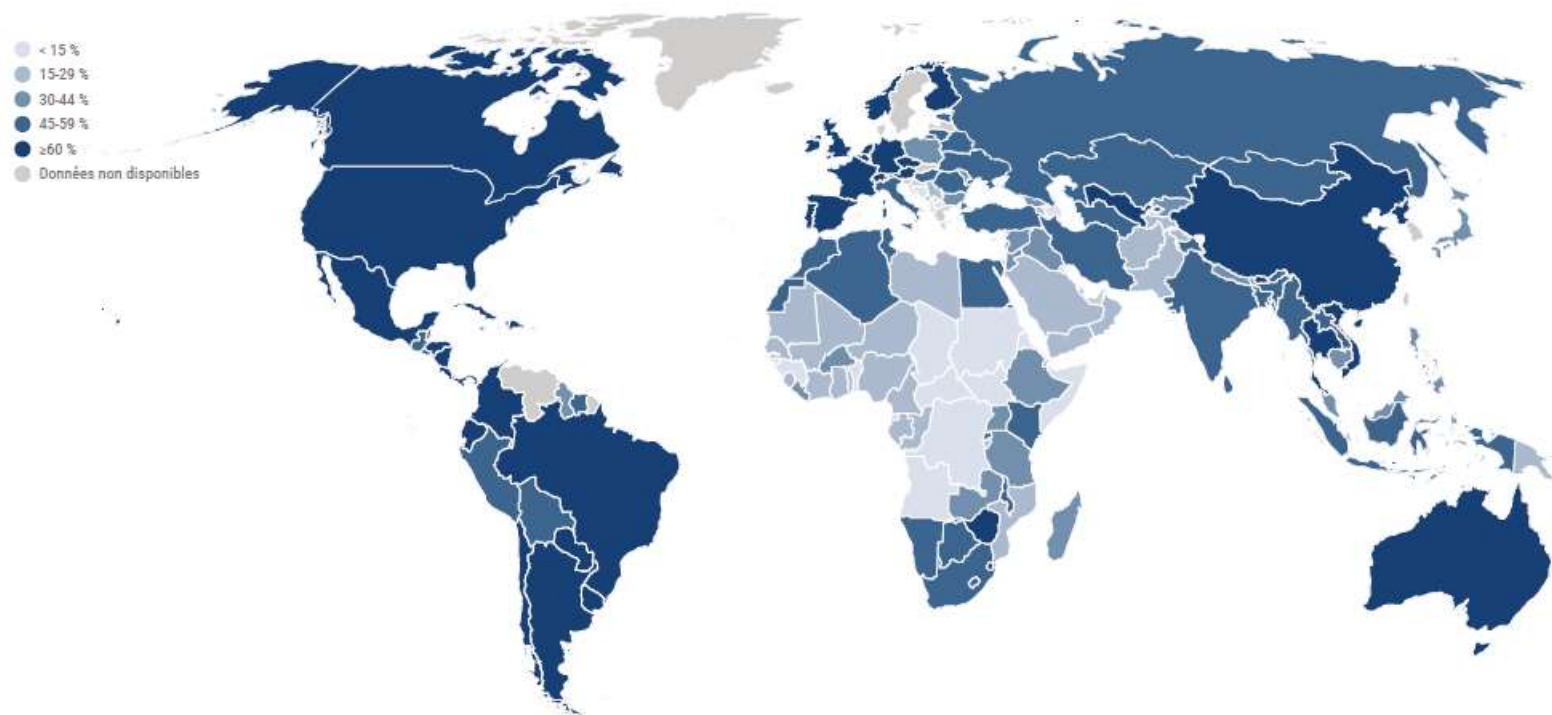 < 15 %
15-29 %
30-44 %
45-59 %
≥60 %
Données non disponibles